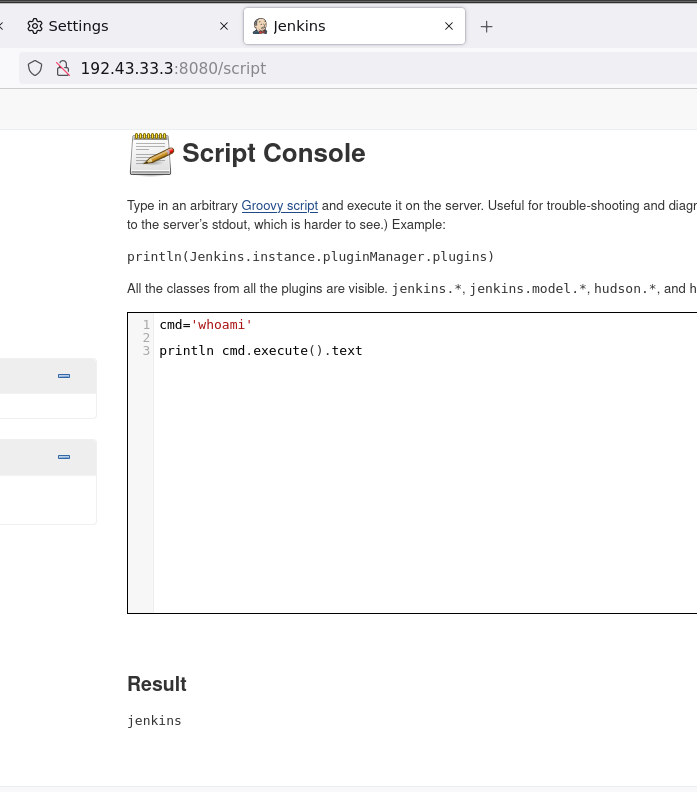 Settings
Jenkins
192.43.33.3:8080/script
Script Console
Type in an arbitrary Groovy script and execute it on the server. Useful for trouble-shooting and diagr
to the server's stdout, which is harder to see.) Example:
println(Jenkins.instance.pluginManager.plugins)
All the classes from all the plugins are visible. jenkins.*, jenkins.model.*, hudson.*, and h
1 cmd='whoami'
2
3 println cmd.execute().text
Result
jenkins